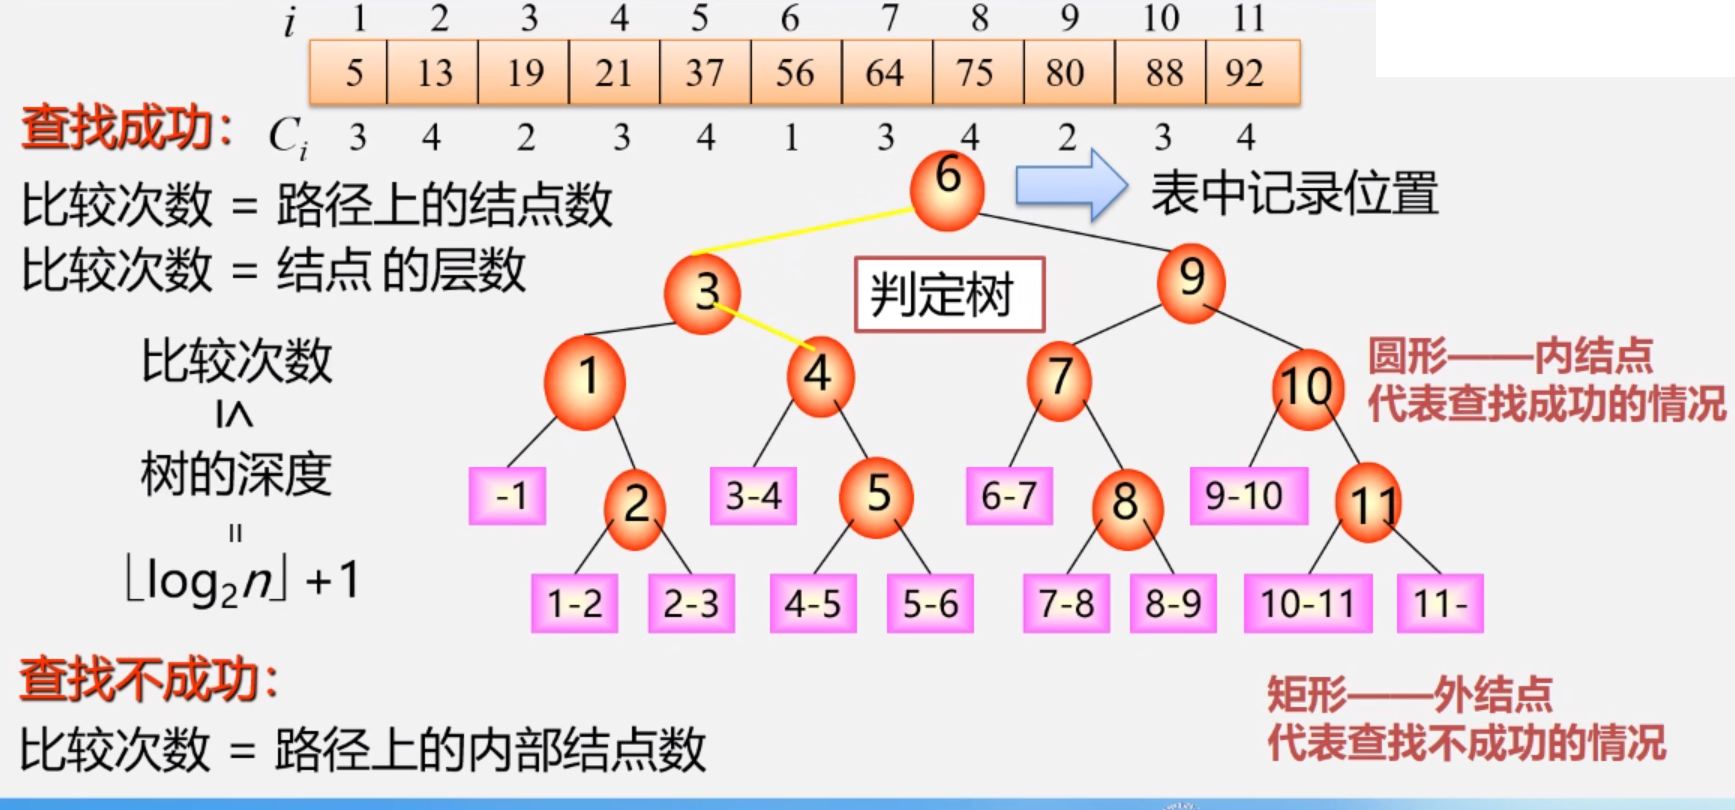 i 1 2 3 4 5 6 7 8 9 10 11
5 13 19 21 37 56 64 75 80 88 92
查找成功：
Ci 3 4 2 3 4 1 3 4 2 3 4
比较次数 = 路径上的结点数
比较次数 = 结点 的层数
6
表中记录位置
3
判定树
9
1
4
7
10
圆形——内结点
代表查找成功的情况
比较次数
≤
树的深度
=
⌊log₂n⌋ +1
-1
2
3-4
5
6-7
8
9-10
11
1-2
2-3
4-5
5-6
7-8
8-9
10-11
11-
查找不成功：
比较次数 = 路径上的内部结点数
矩形——外结点
代表查找不成功的情况